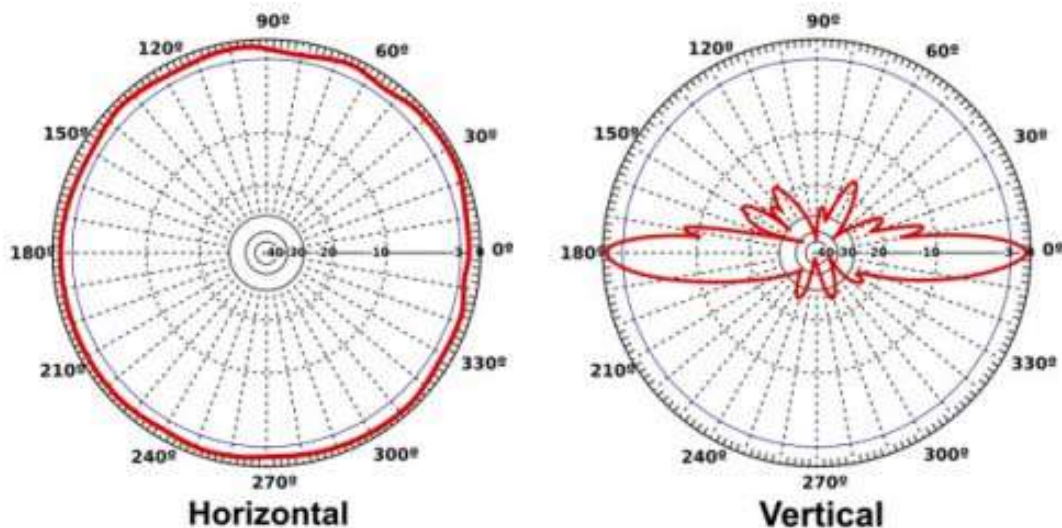 90º 90º
120º 60º 120º 60º
150º 30º 150º 30º
180º -40 -30 -20 -10 0º 180º -40 -30 -20 -10 0º
210º 330º 210º 330º
240º 300º 240º 300º
270º 270º
Horizontal Vertical